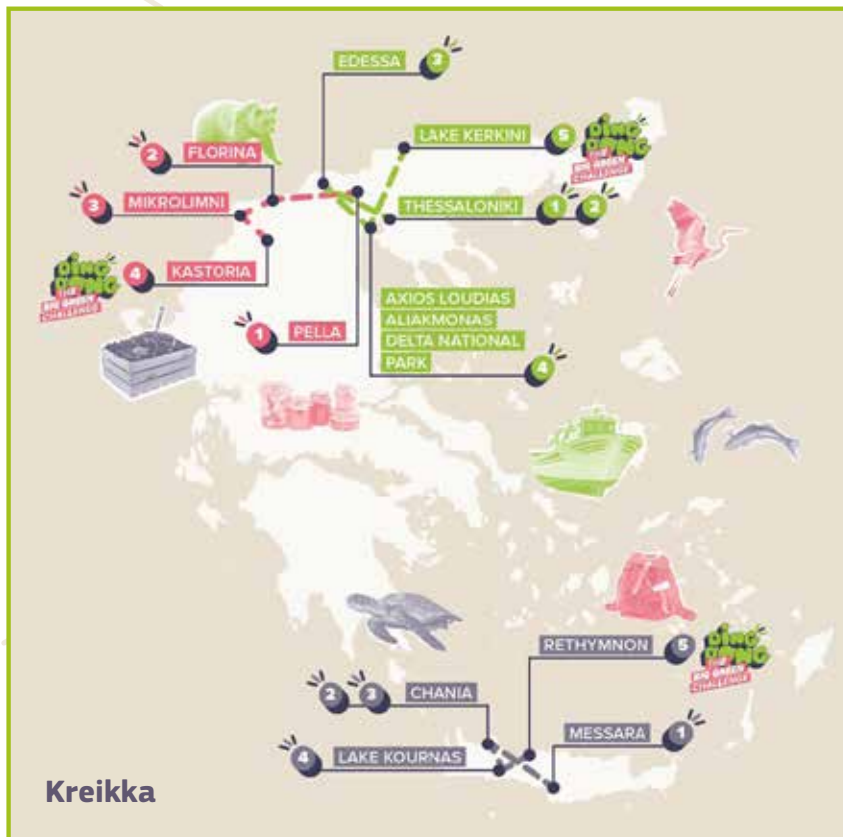 EDESSA 3
LAKE KERKINI 5
DING DONG
THE
BIG GREEN
CHALLENGE
2 FLORINA
3 MIKROLIMNI
THESSALONIKI 1 2
DING DONG
THE
BIG GREEN
CHALLENGE
4 KASTORIA
1 PELLA
AXIOS LOUDIAS
ALIAKMONAS
DELTA NATIONAL
PARK
4
RETHYMNON 5
DING DONG
THE
BIG GREEN
CHALLENGE
2 3 CHANIA
MESSARA 1
4 LAKE KOURNAS
Kreikka